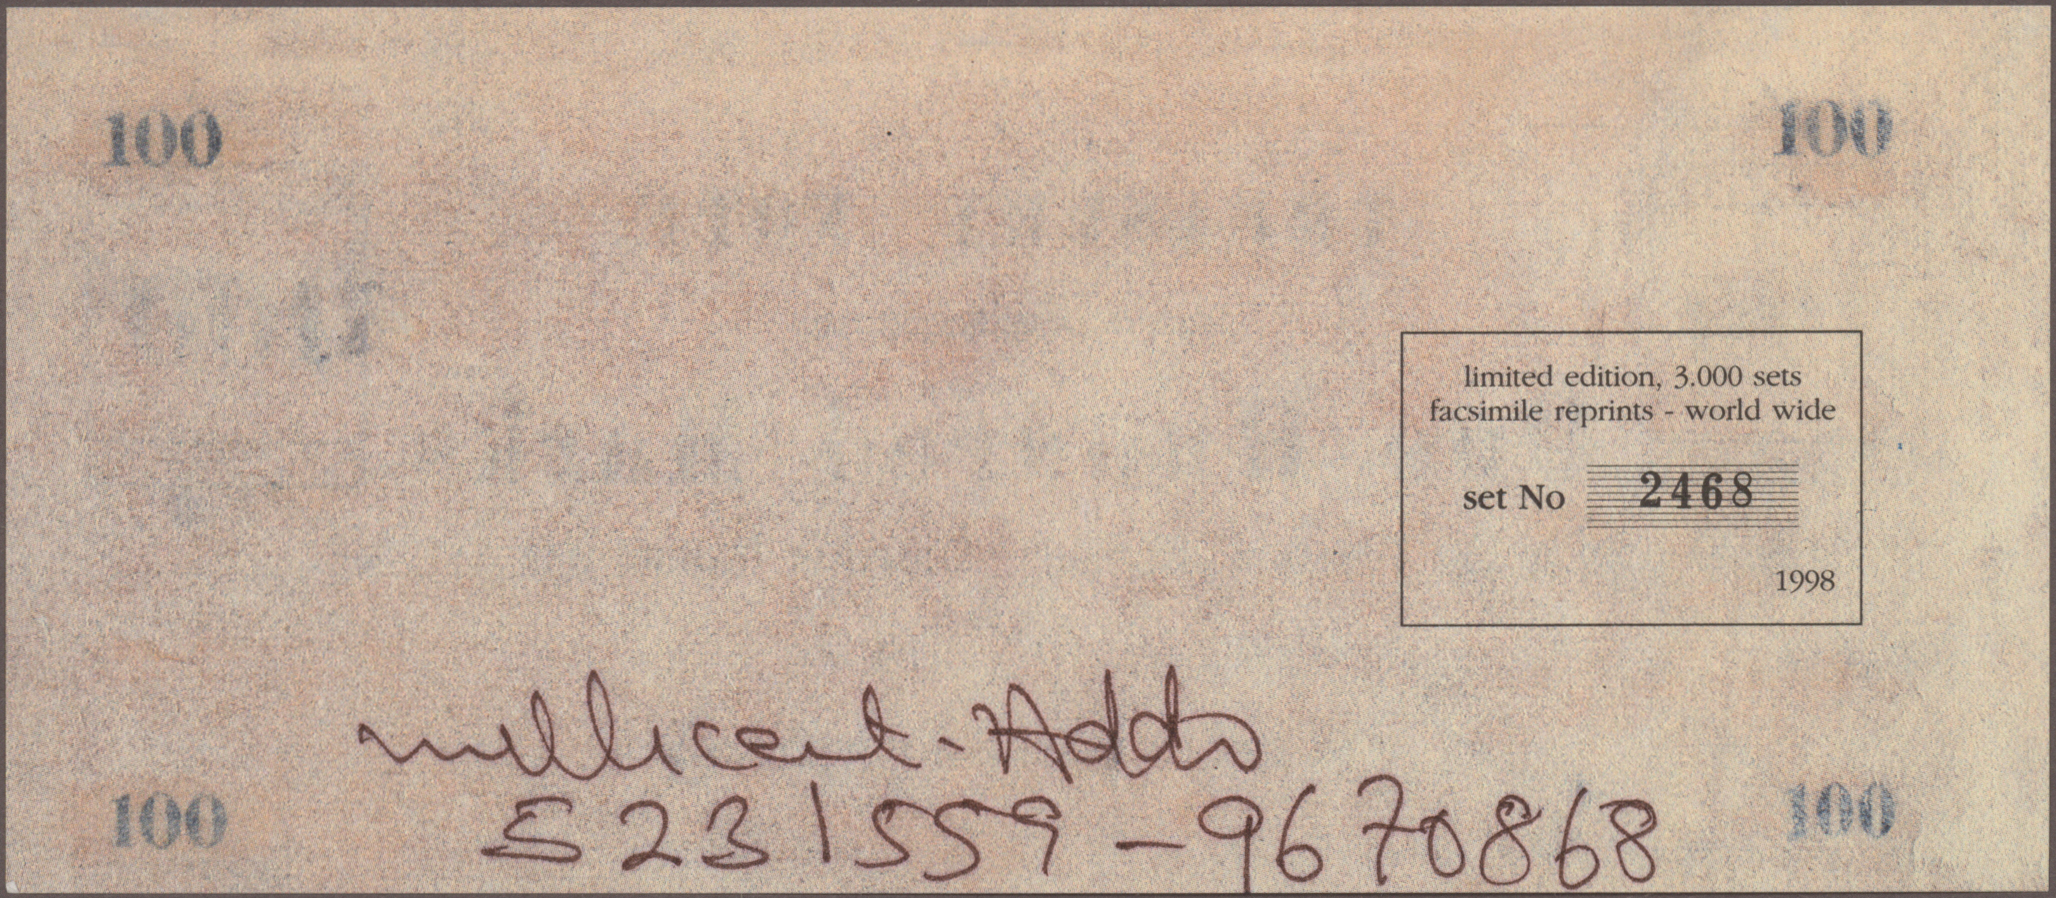 100
100
limited edition, 3.000 sets
facsimile reprints - world wide
set No 2468
1998
millicent-Addo
5231559-9670868
100
100